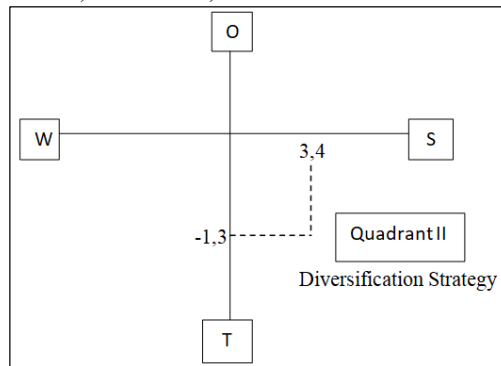 O
W
S
3,4
-1,3
Quadrant II
Diversification Strategy
T